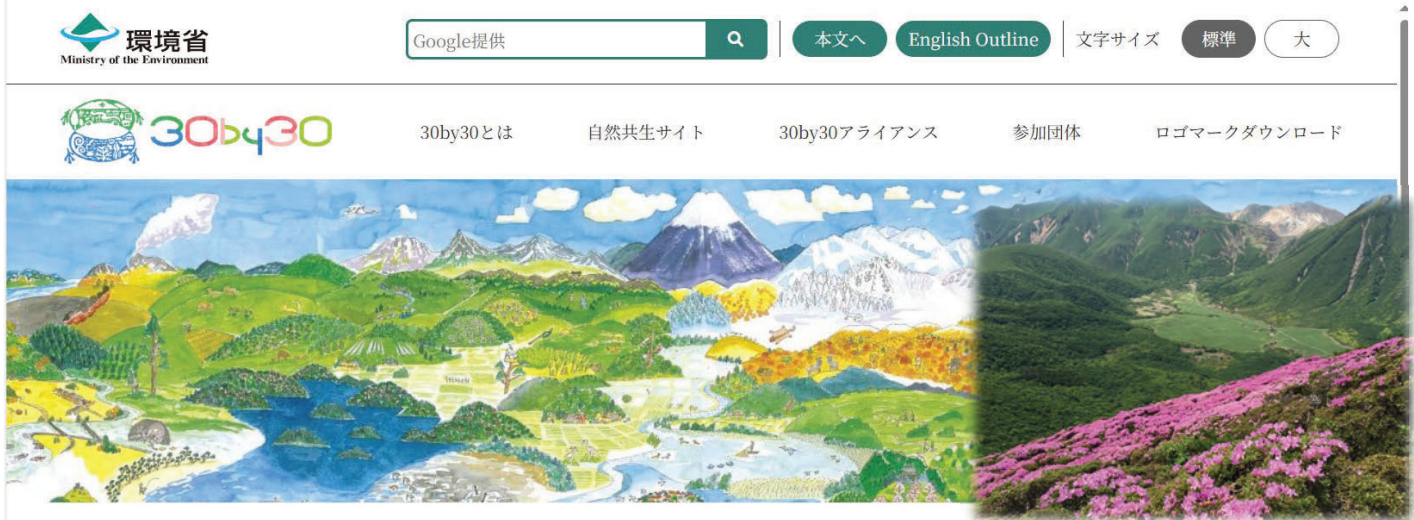 環境省
Ministry of the Environment
Google提供
本文へ
English Outline
文字サイズ
標準
大
30by30
30by30とは
自然共生サイト
30by30アライアンス
参加団体
ロゴマークダウンロード